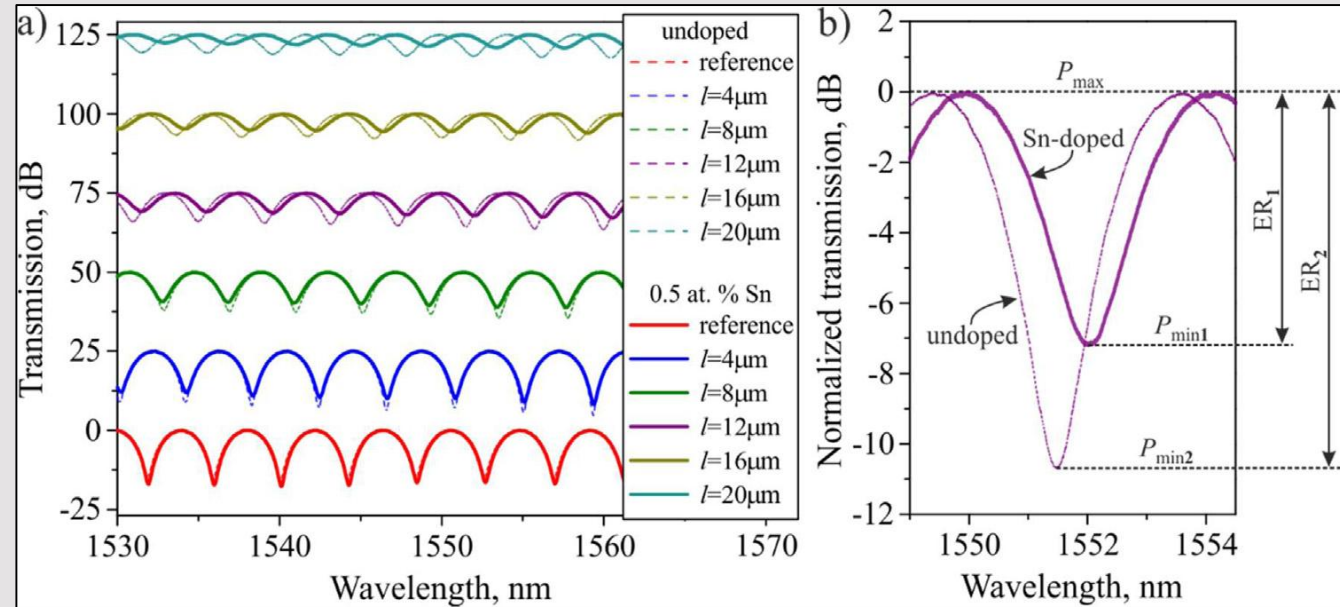 a)
Transmission, dB
125
100
75
50
25
0
-25
1530
1540
1550
1560
1570
Wavelength, nm
undoped
reference
l=4μm
l=8μm
l=12μm
l=16μm
l=20μm
0.5 at. % Sn
reference
l=4μm
l=8μm
l=12μm
l=16μm
l=20μm
b)
Normalized transmission, dB
2
0
-2
-4
-6
-8
-10
-12
1550
1552
1554
Wavelength, nm
Pmax
Sn-doped
undoped
Pmin1
Pmin2
ER1
ER2